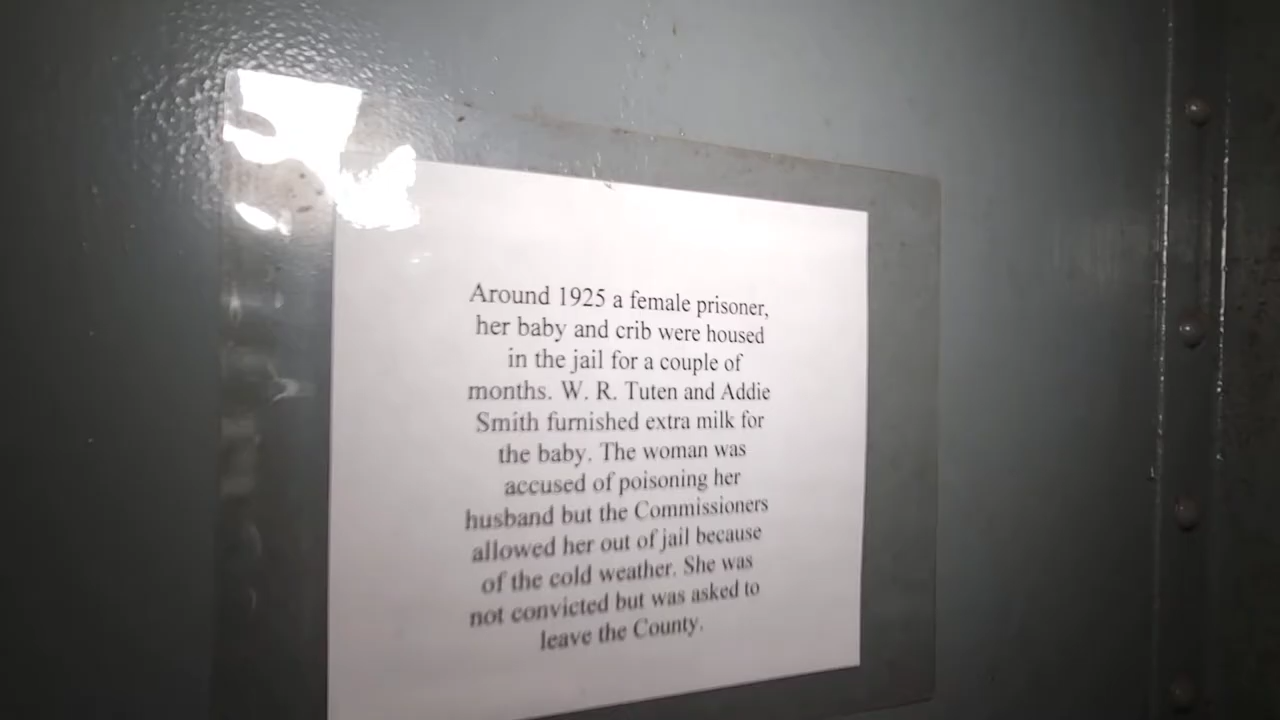 Around 1925 a female prisoner,
her baby and crib were housed
in the jail for a couple of
months. W. R. Tuten and Addie
Smith furnished extra milk for
the baby. The woman was
accused of poisoning her
husband but the Commissioners
allowed her out of jail because
of the cold weather. She was
not convicted but was asked to
leave the County.